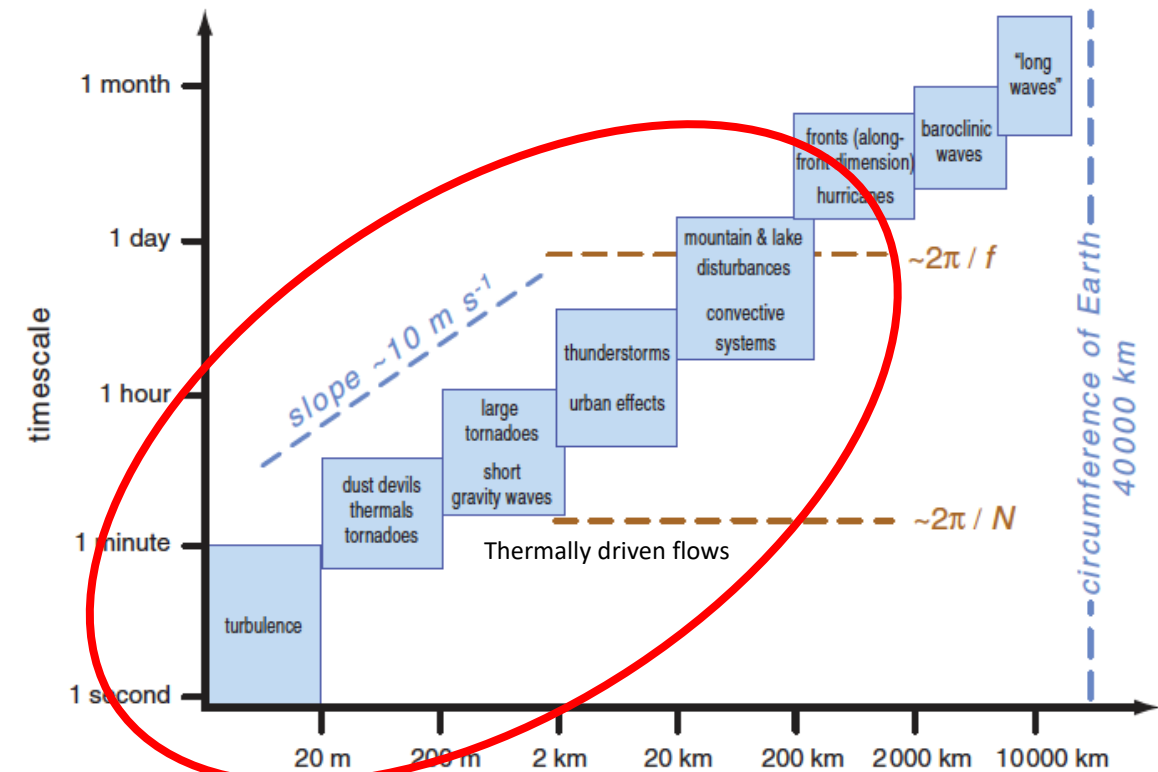 timescale
1 month
1 day
1 hour
1 minute
1 second
"long
waves"
baroclinic
waves
fronts (along-
front dimension)
hurricanes
mountain & lake
disturbances
convective
systems
~2π / f
slope ~10 m s⁻¹
thunderstorms
urban effects
large
tornadoes
short
gravity waves
dust devils
thermals
tornadoes
~2π / N
Thermally driven flows
turbulence
circumference of Earth
40000 km
20 m
200 m
2 km
20 km
200 km
2000 km
10000 km